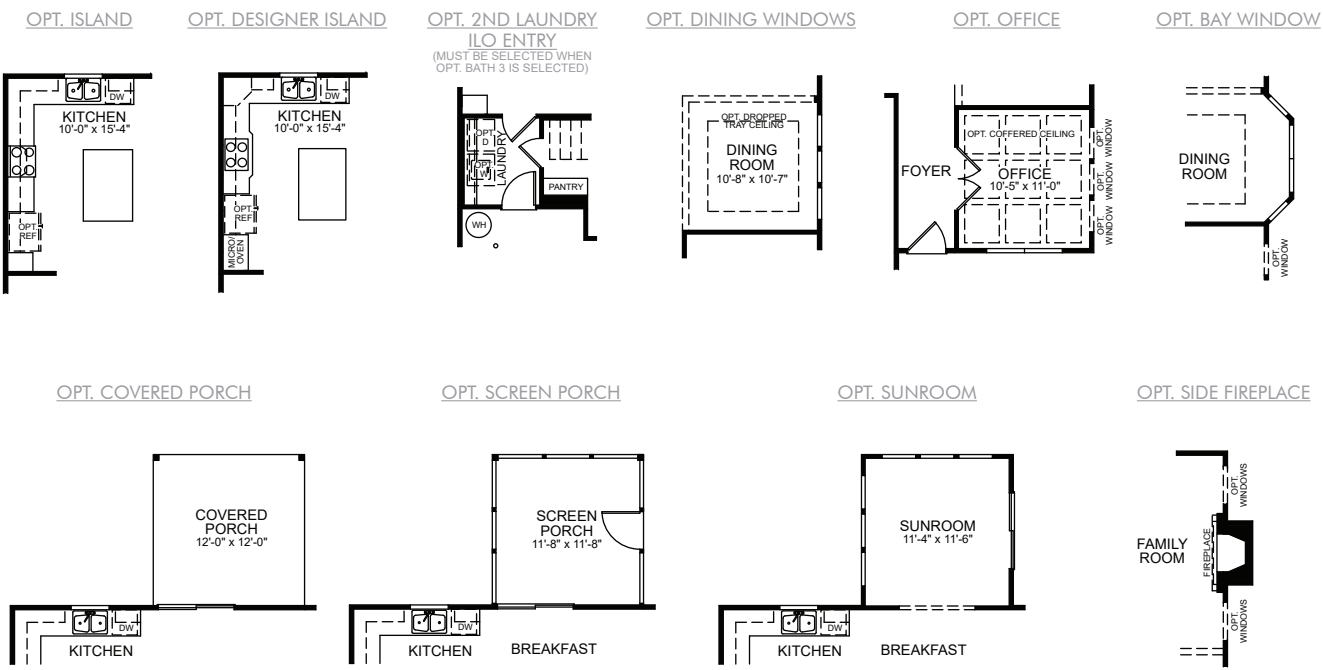 OPT. ISLAND
KITCHEN
10'-0" x 15'-4"
DW
OPT.
REF
OPT. DESIGNER ISLAND
KITCHEN
10'-0" x 15'-4"
DW
OPT.
REF
MICRO/
OVEN
OPT. 2ND LAUNDRY
ILO ENTRY
(MUST BE SELECTED WHEN
OPT. BATH 3 IS SELECTED)
OPT.
D
OPT.
W
LAUNDRY
PANTRY
WH
OPT. DINING WINDOWS
OPT. DROPPED
TRAY CEILING
DINING
ROOM
10'-8" x 10'-7"
OPT. OFFICE
OPT. COFFERED CEILING
FOYER
OFFICE
10'-5" x 11'-0"
OPT.
WINDOW
OPT.
WINDOW
OPT.
WINDOW
OPT. BAY WINDOW
DINING
ROOM
OPT.
WINDOW
OPT. COVERED PORCH
COVERED
PORCH
12'-0" x 12'-0"
DW
KITCHEN
OPT. SCREEN PORCH
SCREEN
PORCH
11'-8" x 11'-8"
DW
KITCHEN
BREAKFAST
OPT. SUNROOM
SUNROOM
11'-4" x 11'-6"
DW
KITCHEN
BREAKFAST
OPT. SIDE FIREPLACE
OPT.
WINDOWS
FAMILY
ROOM
FIREPLACE
OPT.
WINDOWS